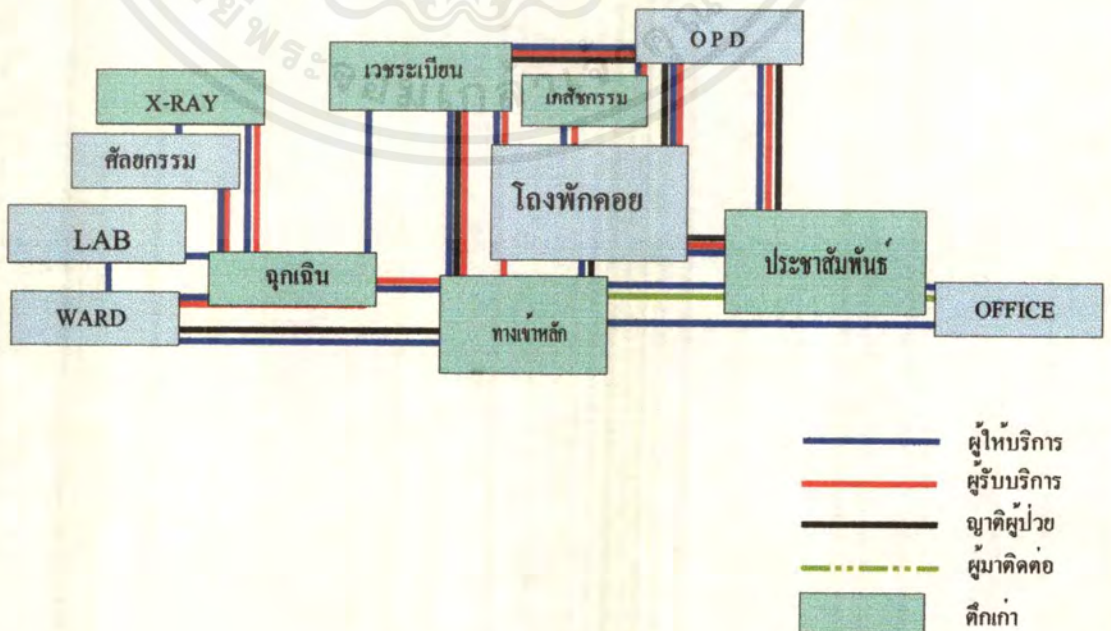 OPD
เวชระเบียน
เภสัชกรรม
X-RAY
ศัลยกรรม
โถงพักคอย
LAB
ฉุกเฉิน
ประชาสัมพันธ์
WARD
ทางเข้าหลัก
OFFICE
ผู้ให้บริการ
ผู้รับบริการ
ญาติผู้ป่วย
ผู้มาติดต่อ
ตึกเก่า